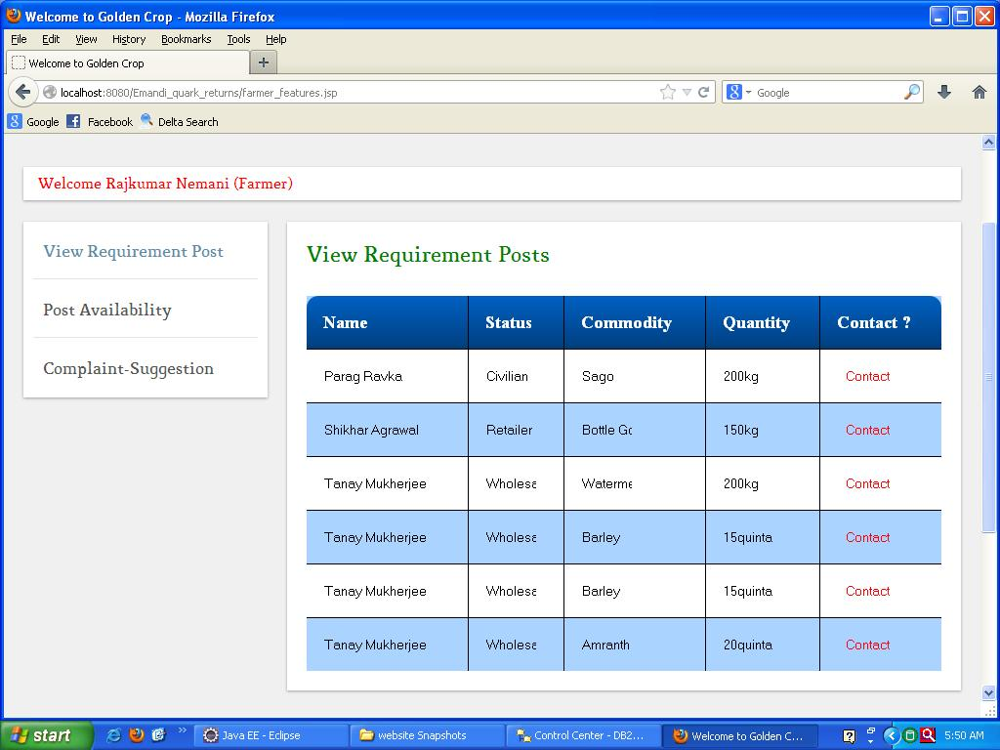 Welcome to Golden Crop - Mozilla Firefox
File Edit View History Bookmarks Tools Help
Welcome to Golden Crop
localhost:8080/Emandi_quark_returns/farmer_features.jsp
Google
Google Facebook Delta Search
Welcome Rajkumar Nemani (Farmer)
View Requirement Post
Post Availability
Complaint-Suggestion
View Requirement Posts
Name Status Commodity Quantity Contact ?
Parag Ravka Civilian Sago 200kg Contact
Shikhar Agrawal Retailer Bottle Go 150kg Contact
Tanay Mukherjee Wholesa Waterme 200kg Contact
Tanay Mukherjee Wholesa Barley 15quinta Contact
Tanay Mukherjee Wholesa Barley 15quinta Contact
Tanay Mukherjee Wholesa Amranth 20quinta Contact
start
Java EE - Eclipse
website Snapshots
Control Center - DB2...
Welcome to Golden C...
5:50 AM